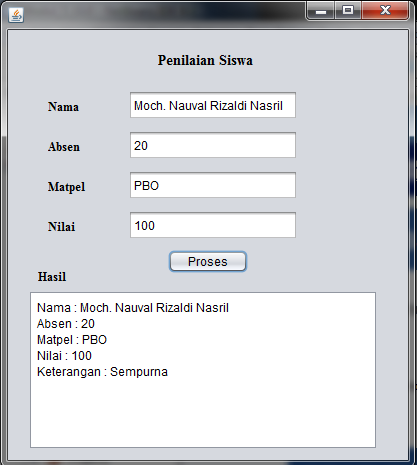 Penilaian Siswa
Nama Moch. Nauval Rizaldi Nasril
Absen 20
Matpel PBO
Nilai 100
Proses
Hasil
Nama : Moch. Nauval Rizaldi Nasril
Absen : 20
Matpel : PBO
Nilai : 100
Keterangan : Sempurna